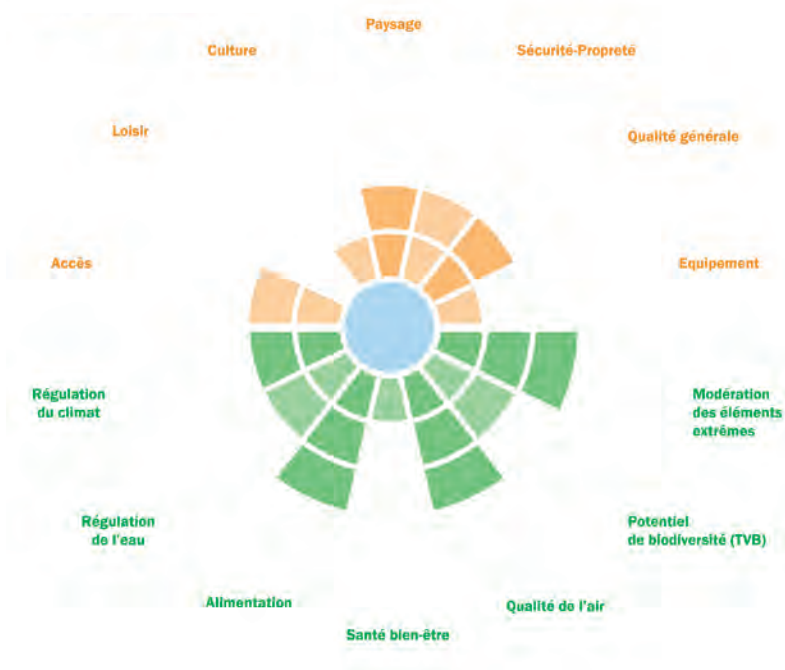 Paysage
Culture
Sécurité-Propreté
Loisir
Qualité générale
Accès
Equipement
Régulation
du climat
Modération
des éléments
extrêmes
Régulation
de l'eau
Potentiel
de biodiversité (TVB)
Alimentation
Qualité de l'air
Santé bien-être